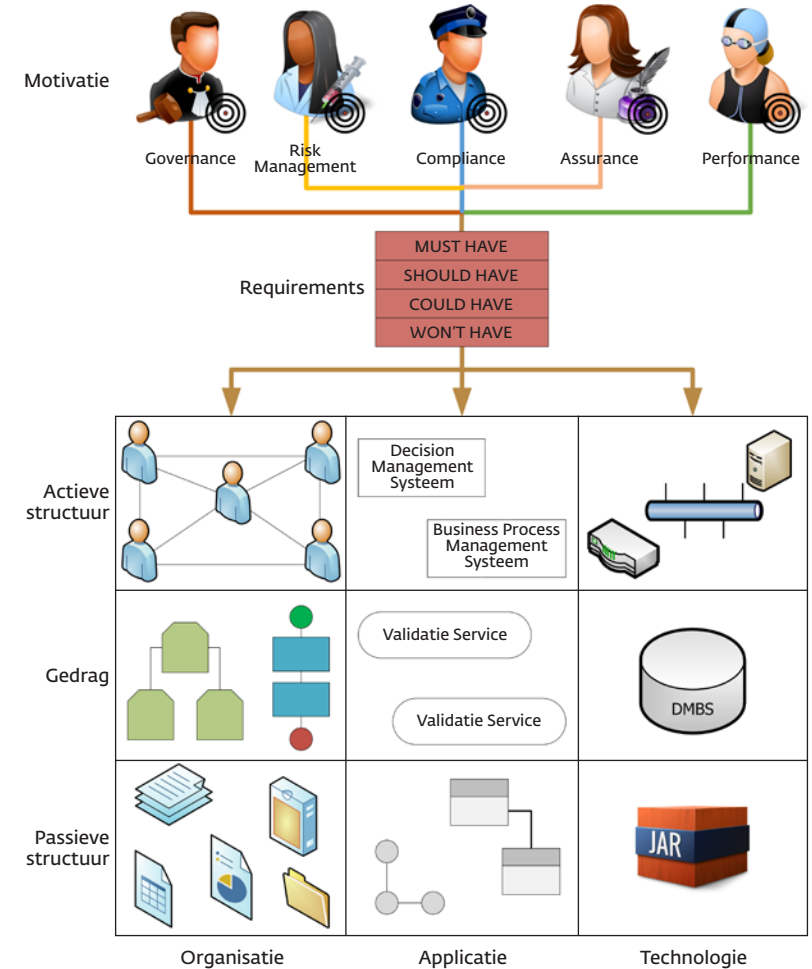 Motivatie
Governance
Risk
Management
Compliance
Assurance
Performance
Requirements
MUST HAVE
SHOULD HAVE
COULD HAVE
WON'T HAVE
Actieve
structuur
Decision
Management
Systeem
Business Process
Management
Systeem
Gedrag
Validatie Service
Validatie Service
DMBS
Passieve
structuur
JAR
Organisatie
Applicatie
Technologie